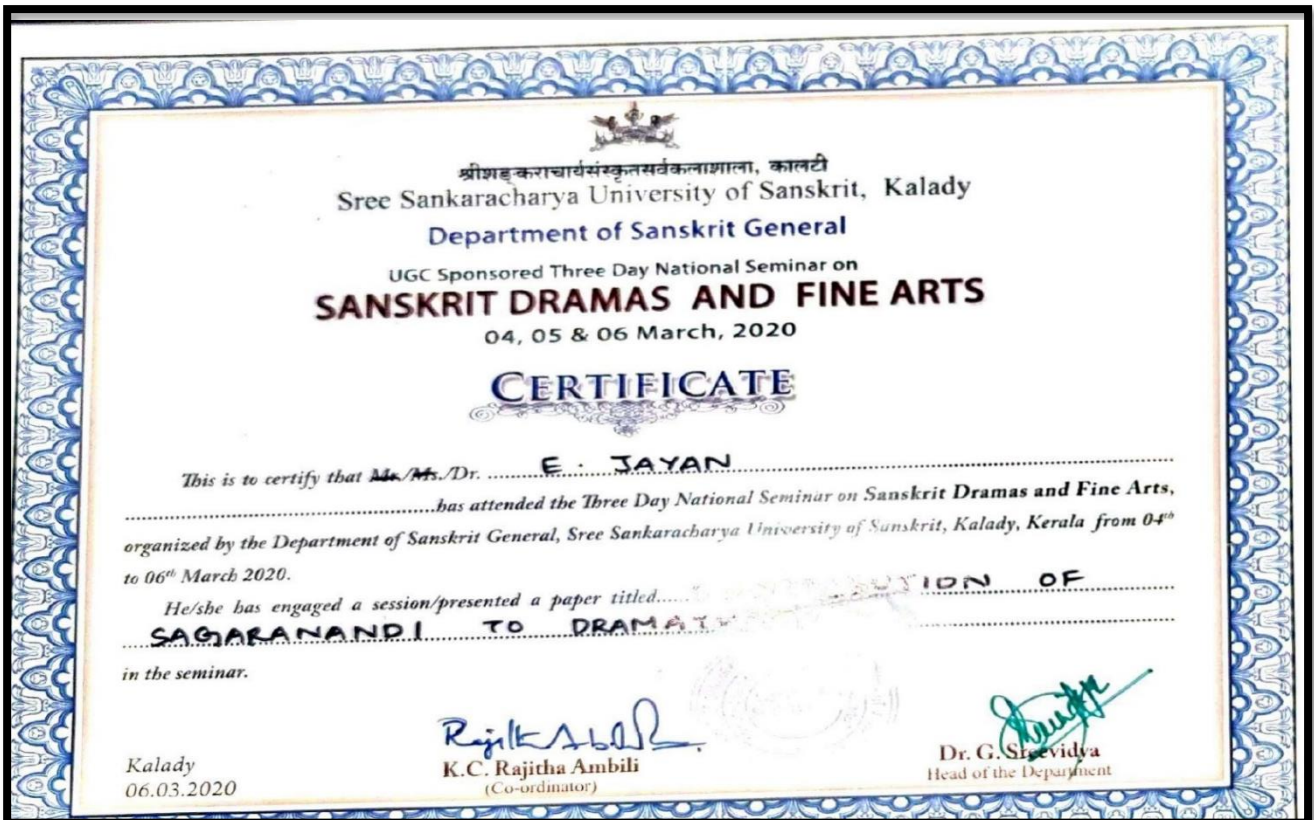 श्रीशङ्कराचार्यसंस्कृतसर्वकलाशाला, कालटी
Sree Sankaracharya University of Sanskrit, Kalady
Department of Sanskrit General
UGC Sponsored Three Day National Seminar on
SANSKRIT DRAMAS AND FINE ARTS
04, 05 & 06 March, 2020
CERTIFICATE
This is to certify that Mr./Ms./Dr. E. JAYAN
has attended the Three Day National Seminar on Sanskrit Dramas and Fine Arts,
organized by the Department of Sanskrit General, Sree Sankaracharya University of Sanskrit, Kalady, Kerala from 04th
to 06th March 2020.
He/she has engaged a session/presented a paper titled OF
SAGARANANDI TO
in the seminar.
Kalady
06.03.2020
K.C. Rajitha Ambili
(Co-ordinator)
Dr. G. Sreevidya
Head of the Department